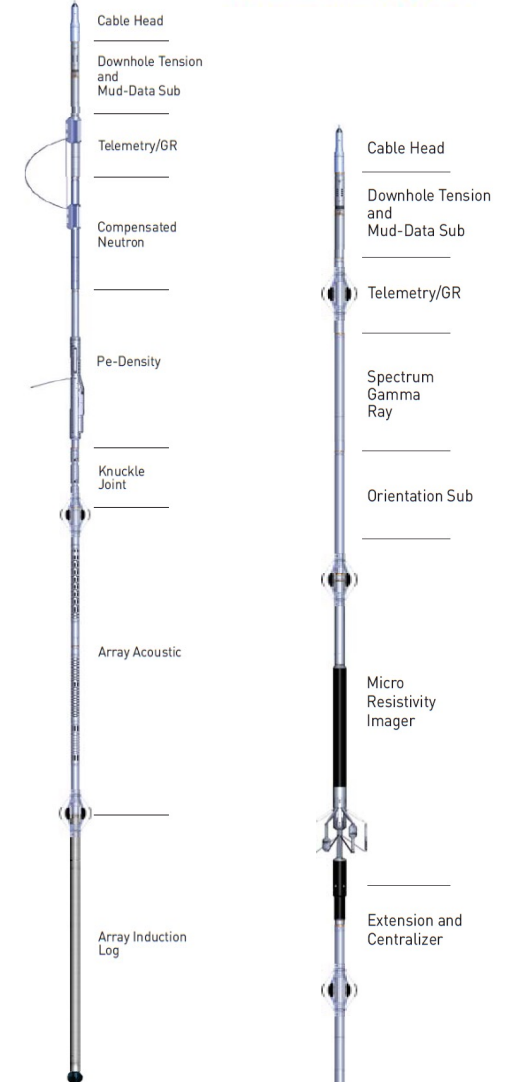 Cable Head
Downhole Tension
and
Mud-Data Sub
Telemetry/GR
Compensated
Neutron
Pe-Density
Knuckle
Joint
Array Acoustic
Array Induction
Log
Cable Head
Downhole Tension
and
Mud-Data Sub
Telemetry/GR
Spectrum
Gamma
Ray
Orientation Sub
Micro
Resistivity
Imager
Extension and
Centralizer